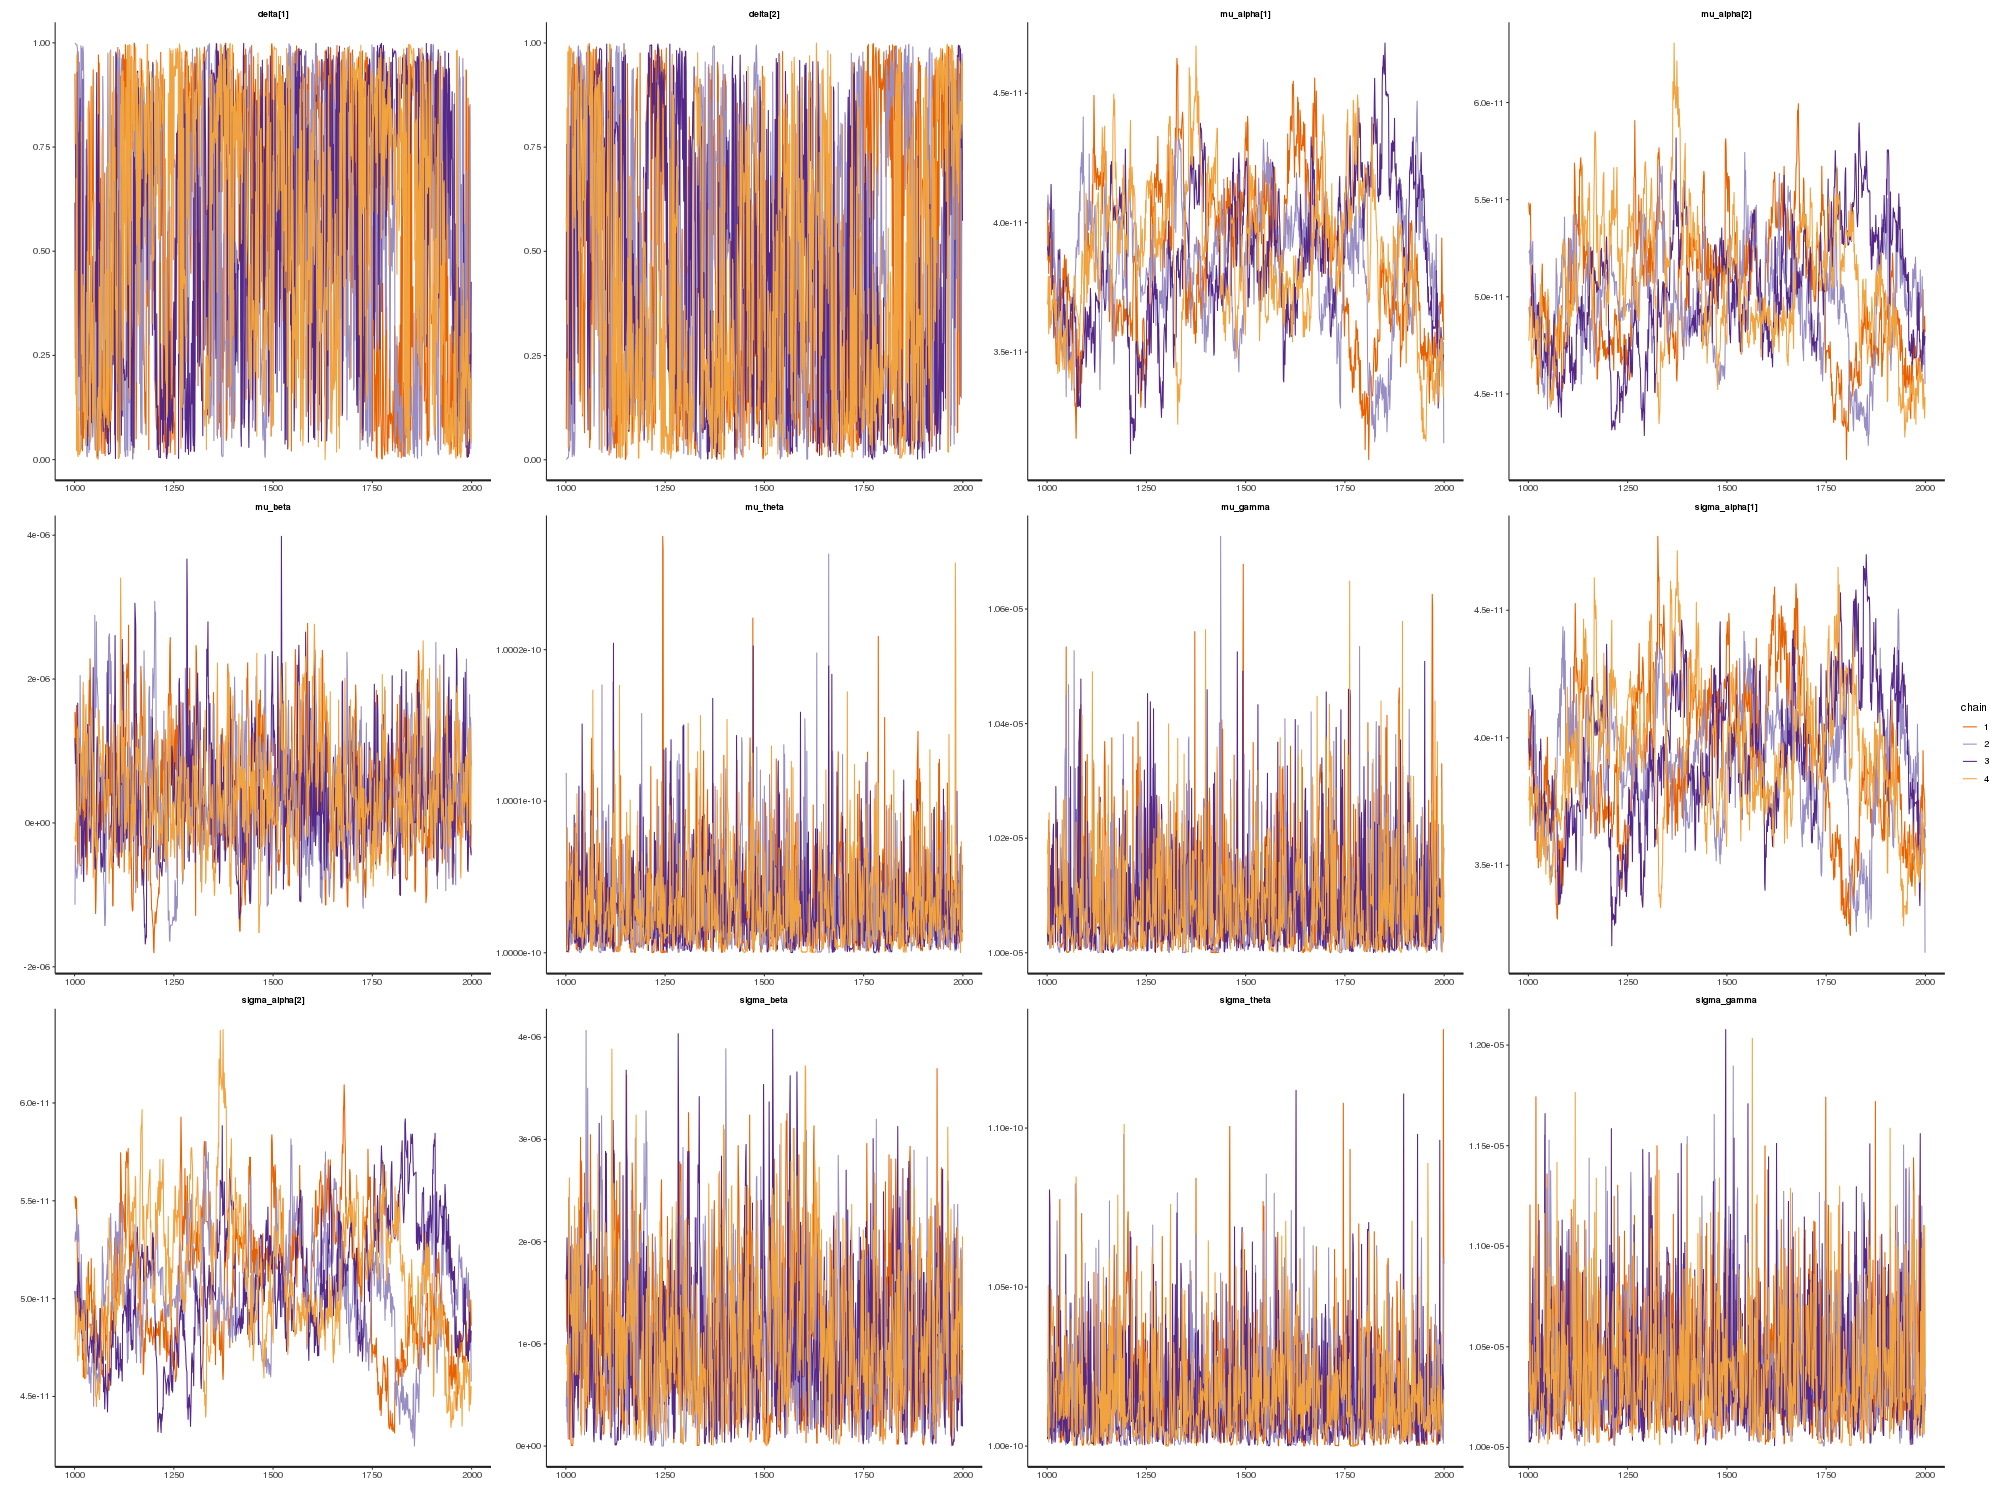 delta[1] delta[2] mu_alpha[1] mu_alpha[2]
1.00 1.00
4.5e-11 6.0e-11
0.75 0.75
5.5e-11
4.0e-11
0.50 0.50
5.0e-11
0.25 0.25 3.5e-11
4.5e-11
0.00 0.00
1000 1250 1500 1750 2000 1000 1250 1500 1750 2000 1000 1250 1500 1750 2000 1000 1250 1500 1750 2000
mu_beta mu_theta mu_gamma sigma_alpha[1]
4e-06
1.06e-05 4.5e-11
1.0002e-10
2e-06
1.04e-05 4.0e-11
1.0001e-10
0e+00 1.02e-05
3.5e-11
1.0000e-10 1.00e-05
-2e-06
1000 1250 1500 1750 2000 1000 1250 1500 1750 2000 1000 1250 1500 1750 2000 1000 1250 1500 1750 2000
chain
1
2
3
4
sigma_alpha[2] sigma_beta sigma_theta sigma_gamma
4e-06 1.20e-05
6.0e-11
1.10e-10
3e-06 1.15e-05
5.5e-11
2e-06 1.10e-05
5.0e-11 1.05e-10
1e-06 1.05e-05
4.5e-11
0e+00 1.00e-10 1.00e-05
1000 1250 1500 1750 2000 1000 1250 1500 1750 2000 1000 1250 1500 1750 2000 1000 1250 1500 1750 2000